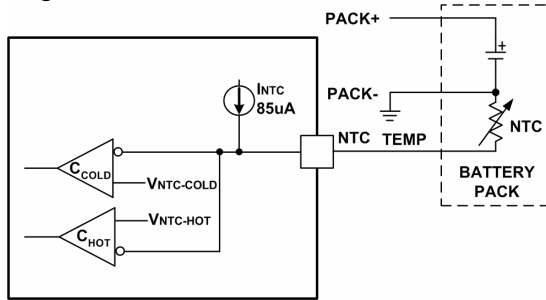 PACK+
INTC
85uA
PACK-
NTC
TEMP
NTC
CCOLD
VNTC-COLD
VNTC-HOT
CHOT
BATTERY
PACK
+